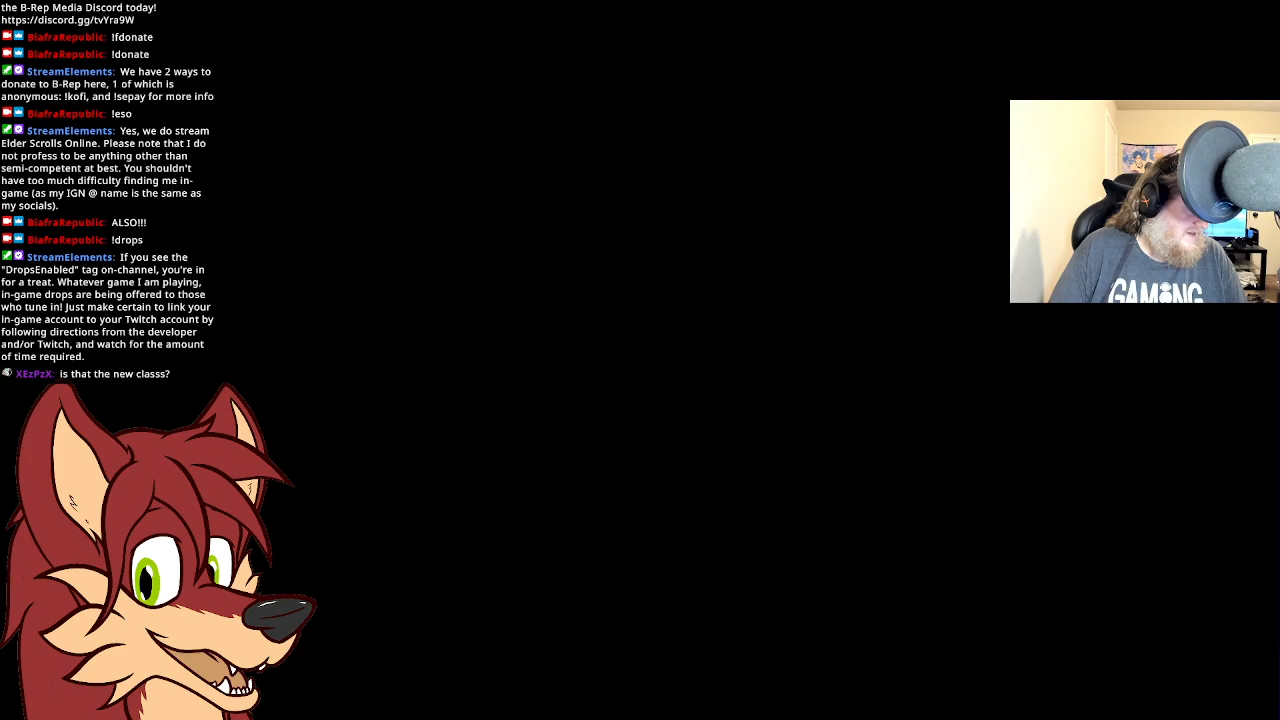 the B-Rep Media Discord today!
https://discord.gg/tvYra9W
BiafraRepublic: !fdonate
BiafraRepublic: !donate
StreamElements: We have 2 ways to
donate to B-Rep here, 1 of which is
anonymous: !kofi, and !sepay for more info
BiafraRepublic: !eso
StreamElements: Yes, we do stream
Elder Scrolls Online. Please note that I do
not profess to be anything other than
semi-competent at best. You shouldn't
have too much difficulty finding me in-
game (as my IGN @ name is the same as
my socials).
BiafraRepublic: ALSO!!!
BiafraRepublic: !drops
StreamElements: If you see the
"DropsEnabled" tag on-channel, you're in
for a treat. Whatever game I am playing,
in-game drops are being offered to those
who tune in! Just make certain to link your
in-game account to your Twitch account by
following directions from the developer
and/or Twitch, and watch for the amount
of time required.
XEzPzX: is that the new classs?
GAMING